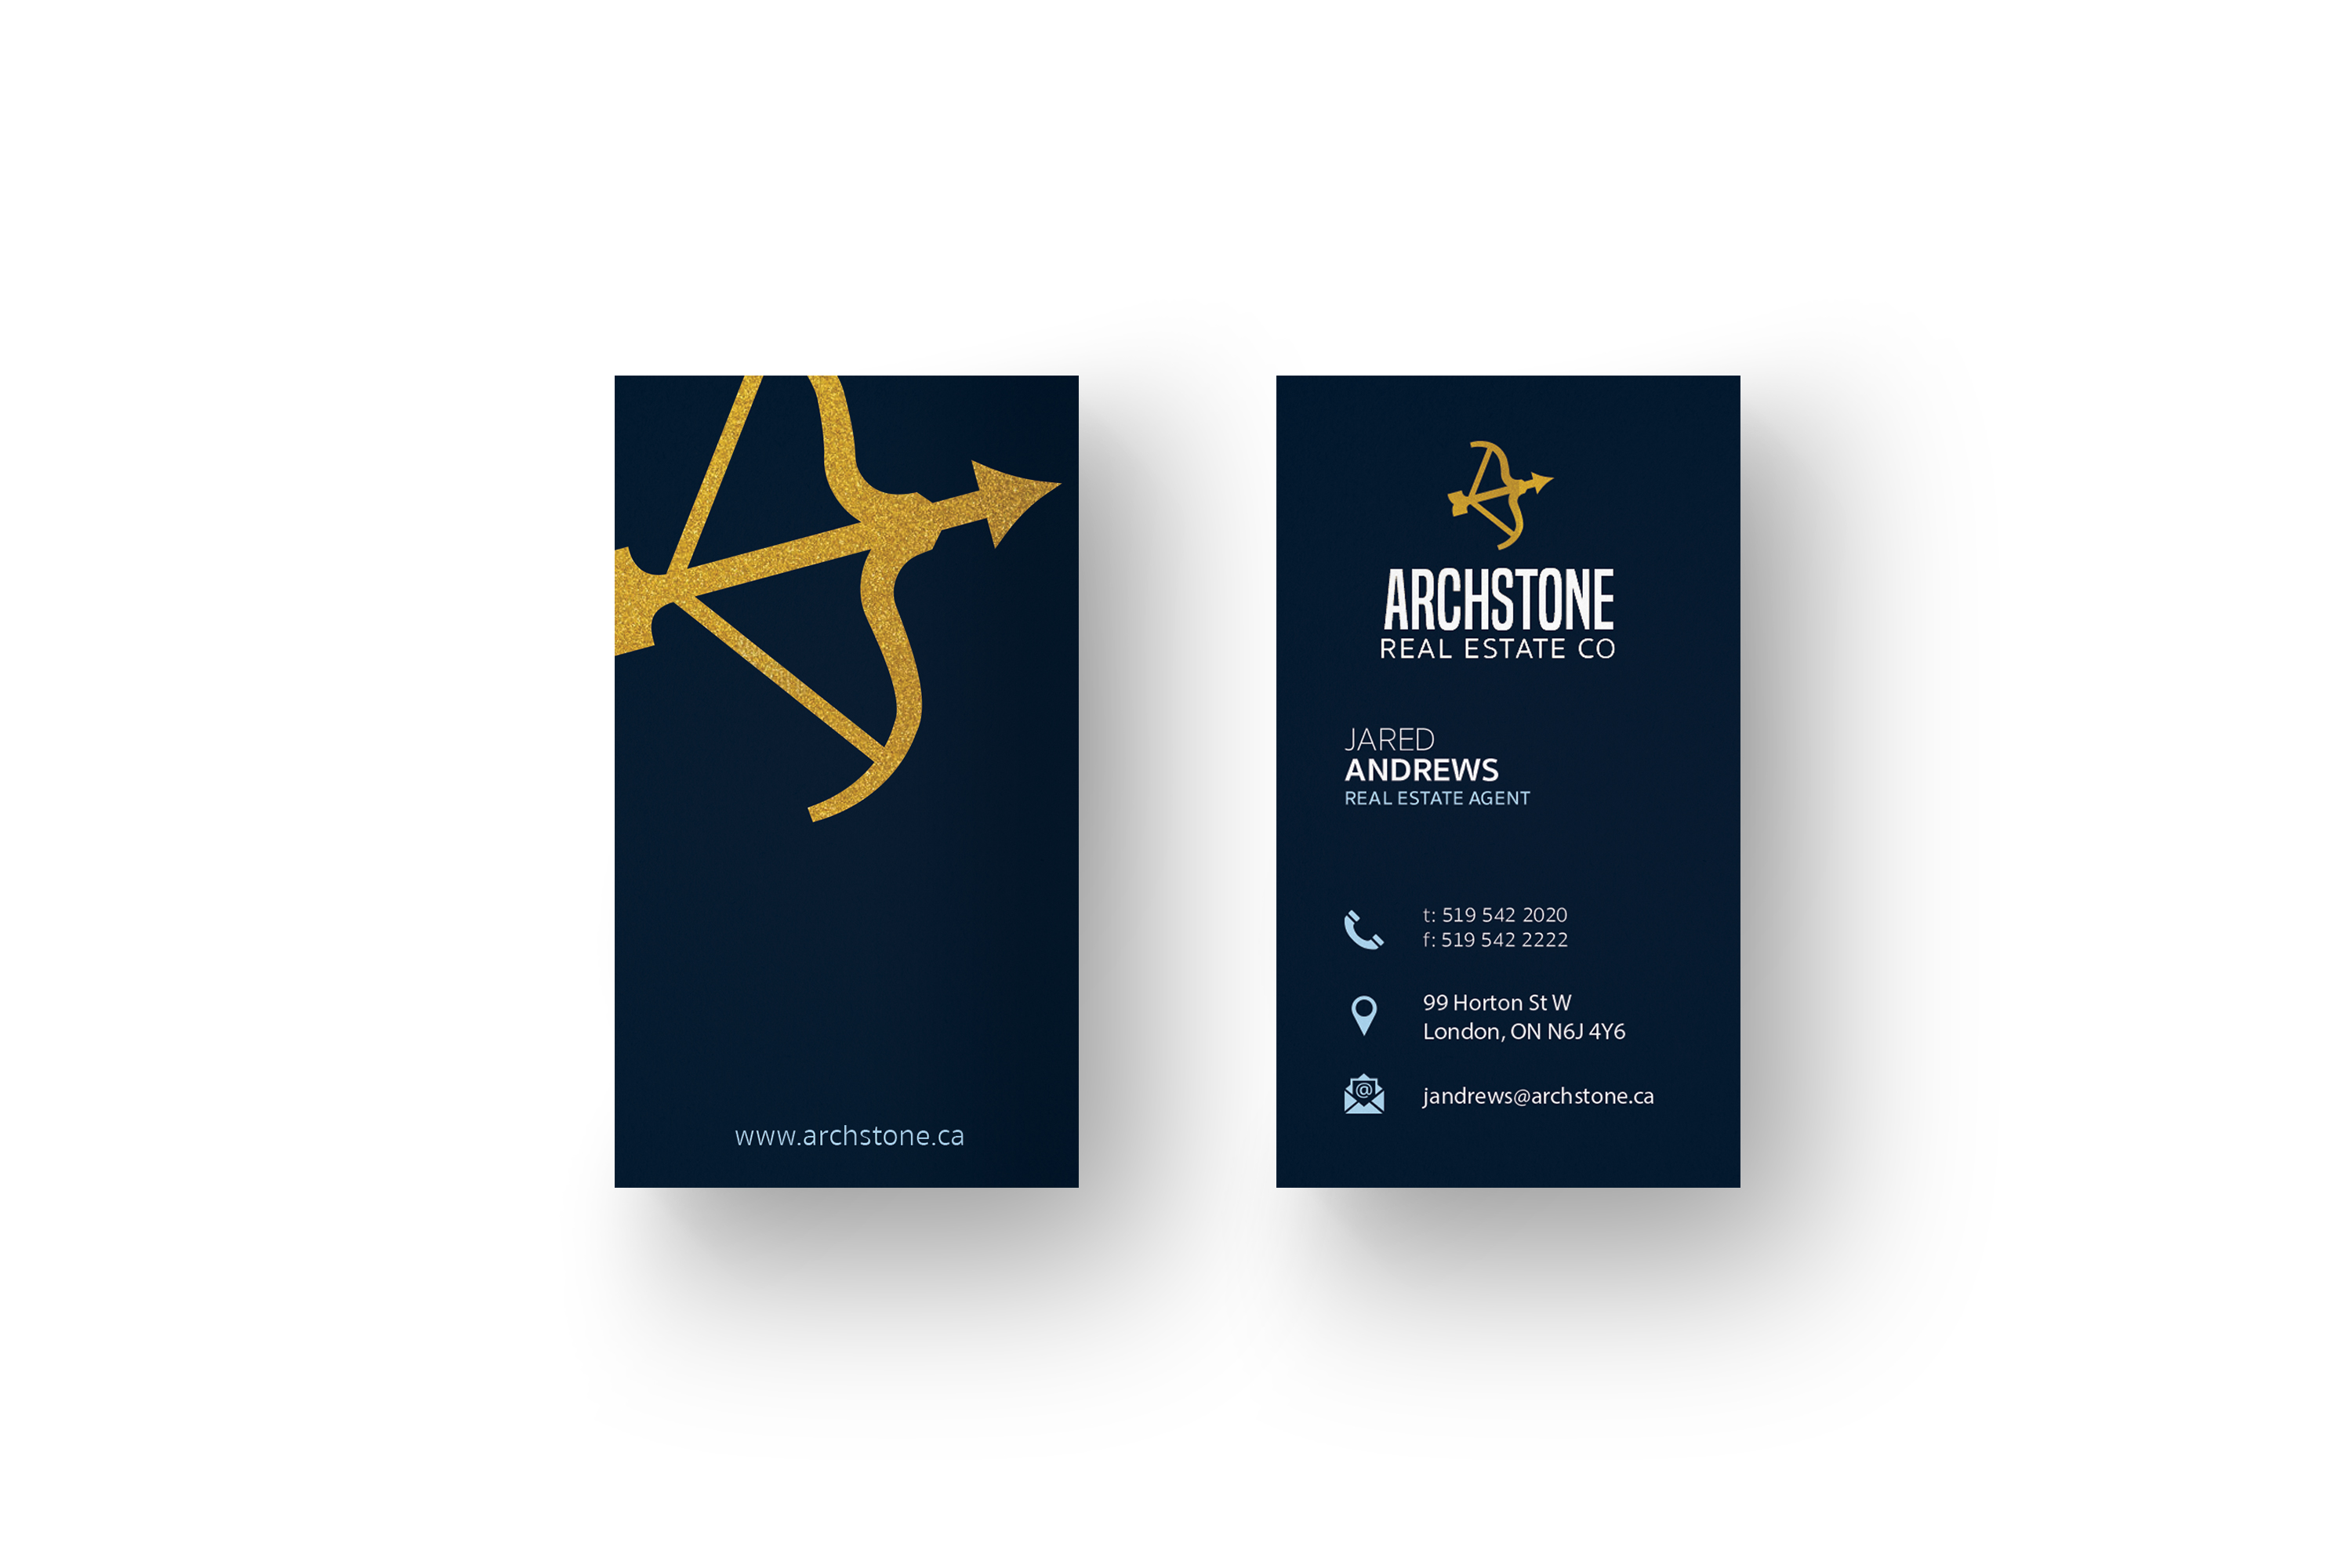 www.archstone.ca
ARCHSTONE
REAL ESTATE CO
JARED
ANDREWS
REAL ESTATE AGENT
t: 519 542 2020
f: 519 542 2222
99 Horton St W
London, ON N6J 4Y6
@
jandrews@archstone.ca